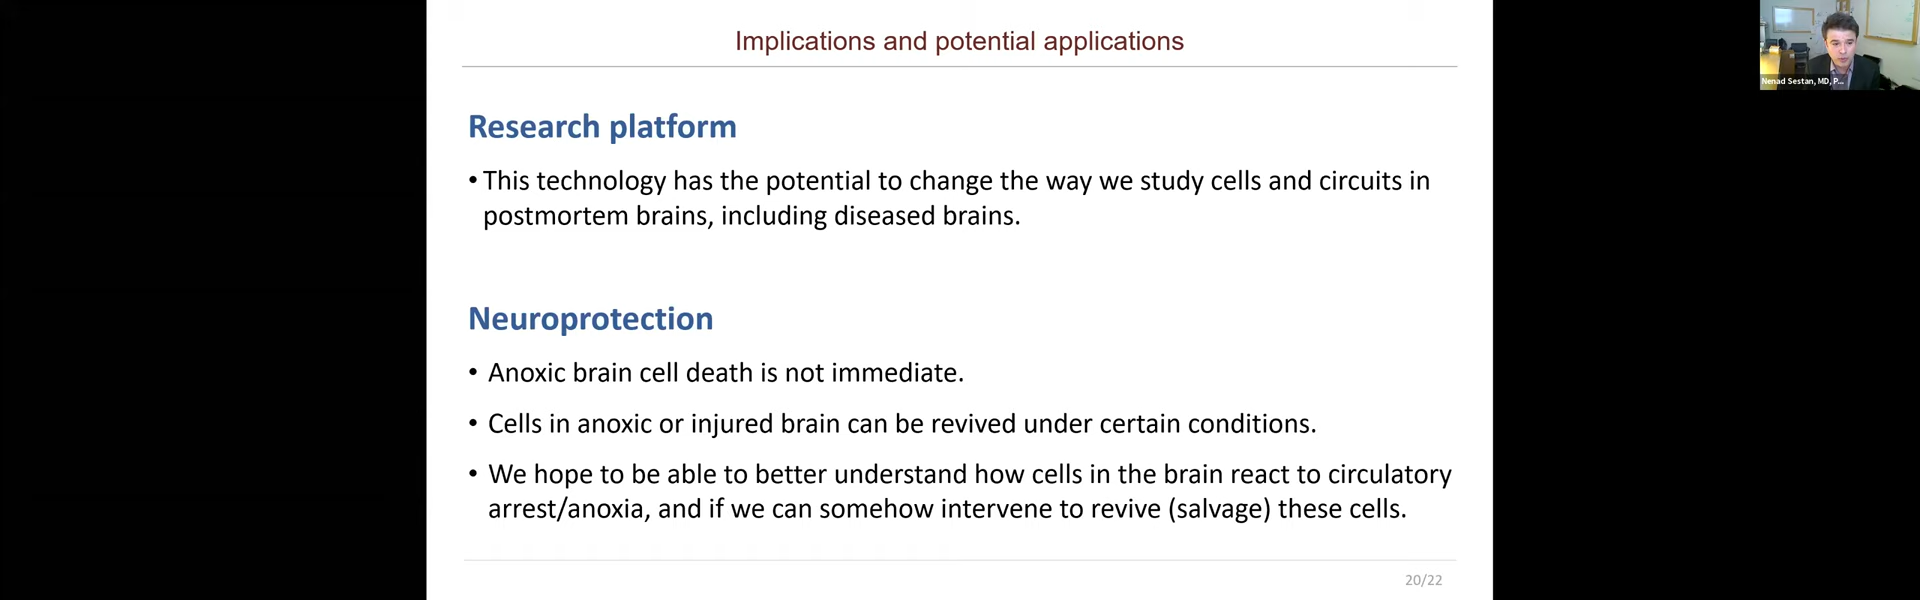 Implications and potential applications
Nenad Sestan, MD, P...
Research platform
• This technology has the potential to change the way we study cells and circuits in
postmortem brains, including diseased brains.
Neuroprotection
• Anoxic brain cell death is not immediate.
• Cells in anoxic or injured brain can be revived under certain conditions.
• We hope to be able to better understand how cells in the brain react to circulatory
arrest/anoxia, and if we can somehow intervene to revive (salvage) these cells.
20/22